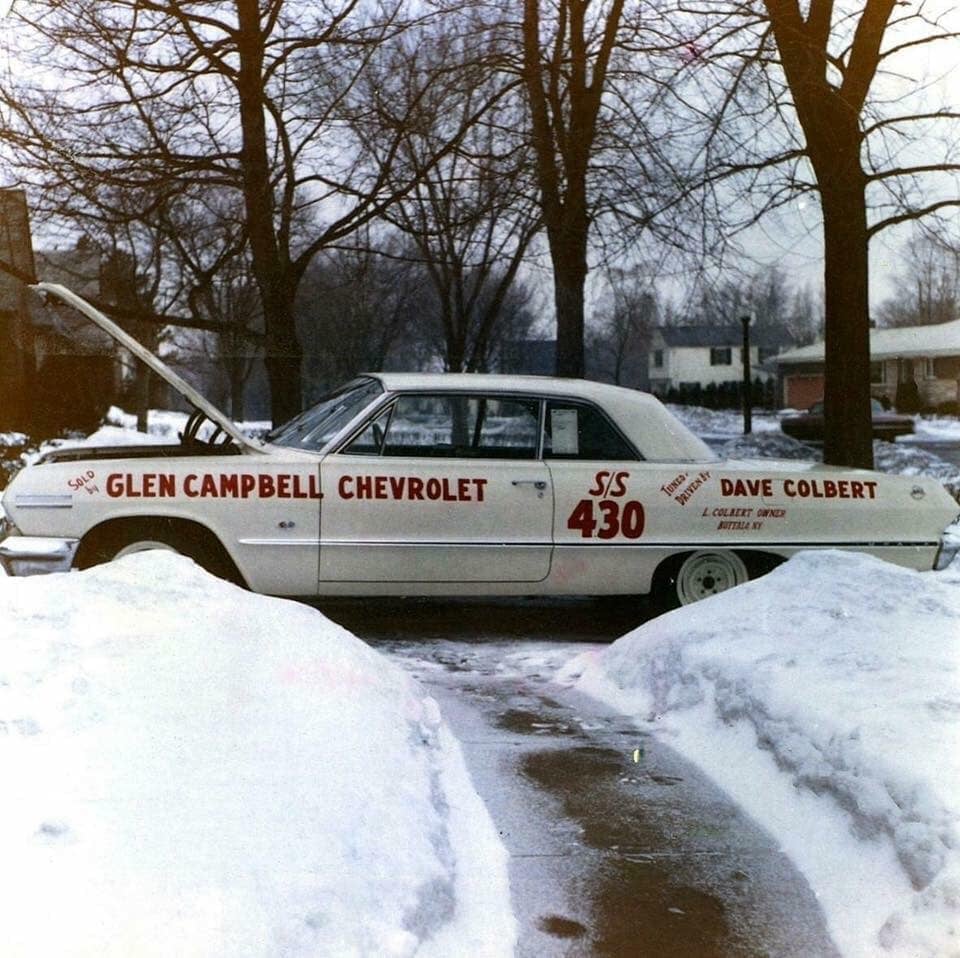 SOLD
by
GLEN CAMPBELL CHEVROLET
S/S
430
TUNED &
DRIVEN BY
DAVE COLBERT
L. COLBERT OWNER
BUFFALO NY